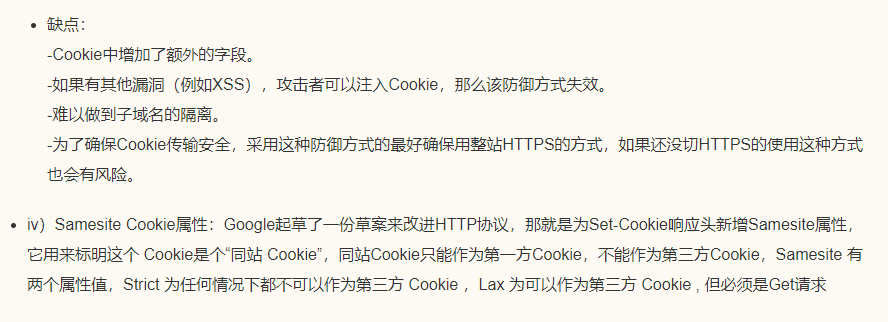 缺点：
-Cookie中增加了额外的字段。
-如果有其他漏洞（例如XSS），攻击者可以注入Cookie，那么该防御方式失效。
-难以做到子域名的隔离。
-为了确保Cookie传输安全，采用这种防御方式的最好确保用整站HTTPS的方式，如果还没切HTTPS的使用这种方式
也会有风险。
iv）Samesite Cookie属性：Google起草了一份草案来改进HTTP协议，那就是为Set-Cookie响应头新增Samesite属性，
它用来标明这个 Cookie是个“同站 Cookie”，同站Cookie只能作为第一方Cookie，不能作为第三方Cookie，Samesite 有
两个属性值，Strict 为任何情况下都不可以作为第三方 Cookie ，Lax 为可以作为第三方 Cookie , 但必须是Get请求